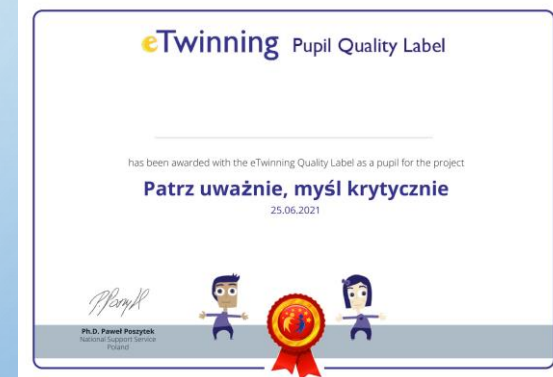 eTwinning Pupil Quality Label
has been awarded with the eTwinning Quality Label as a pupil for the project
Patrz uważnie, myśl krytycznie
25.06.2021
Ph.D. Paweł Poszytek
National Support Service
Poland